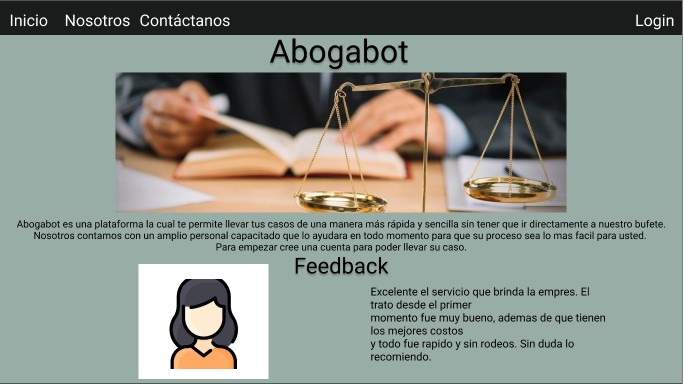 Inicio Nosotros Contáctanos Login
Abogabot
Abogabot es una plataforma la cual te permite llevar tus casos de una manera más rápida y sencilla sin tener que ir directamente a nuestro bufete.
Nosotros contamos con un amplio personal capacitado que lo ayudara en todo momento para que su proceso sea lo mas facil para usted.
Para empezar cree una cuenta para poder llevar su caso.
Feedback
Excelente el servicio que brinda la empres. El
trato desde el primer
momento fue muy bueno, ademas de que tienen
los mejores costos
y todo fue rapido y sin rodeos. Sin duda lo
recomiendo.